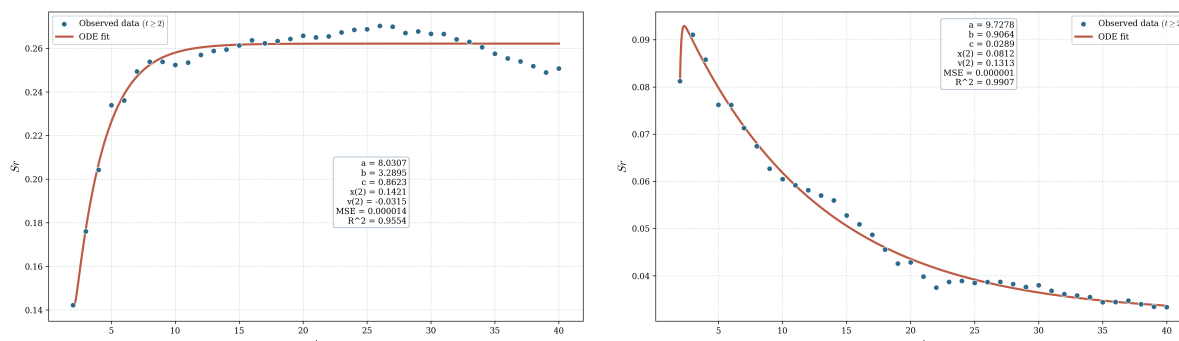 Observed data (t ≥ 2)
ODE fit
0.26
0.24
0.22
0.20
0.18
0.16
0.14
Sr
a = 8.0307
b = 3.2895
c = 0.8623
x(2) = 0.1421
v(2) = -0.0315
MSE = 0.000014
R^2 = 0.9554
5
10
15
20
25
30
35
40
a = 9.7278
b = 0.9064
c = 0.0289
x(2) = 0.0812
v(2) = 0.1313
MSE = 0.000001
R^2 = 0.9907
Observed data (t ≥ 2)
ODE fit
0.09
0.08
0.07
0.06
0.05
0.04
Sr
5
10
15
20
25
30
35
40